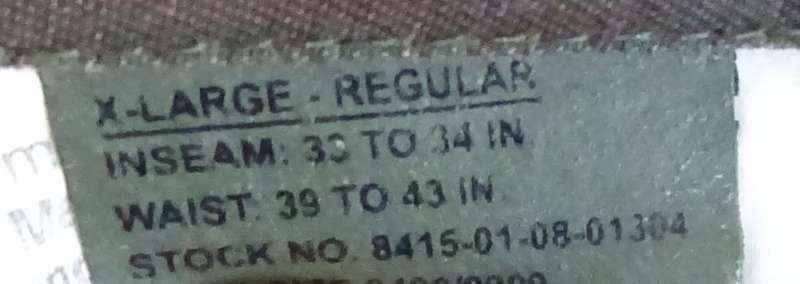 X-LARGE - REGULAR
INSEAM: 33 TO 34 IN.
WAIST: 39 TO 43 IN.
STOCK NO. 8415-01-08-01304